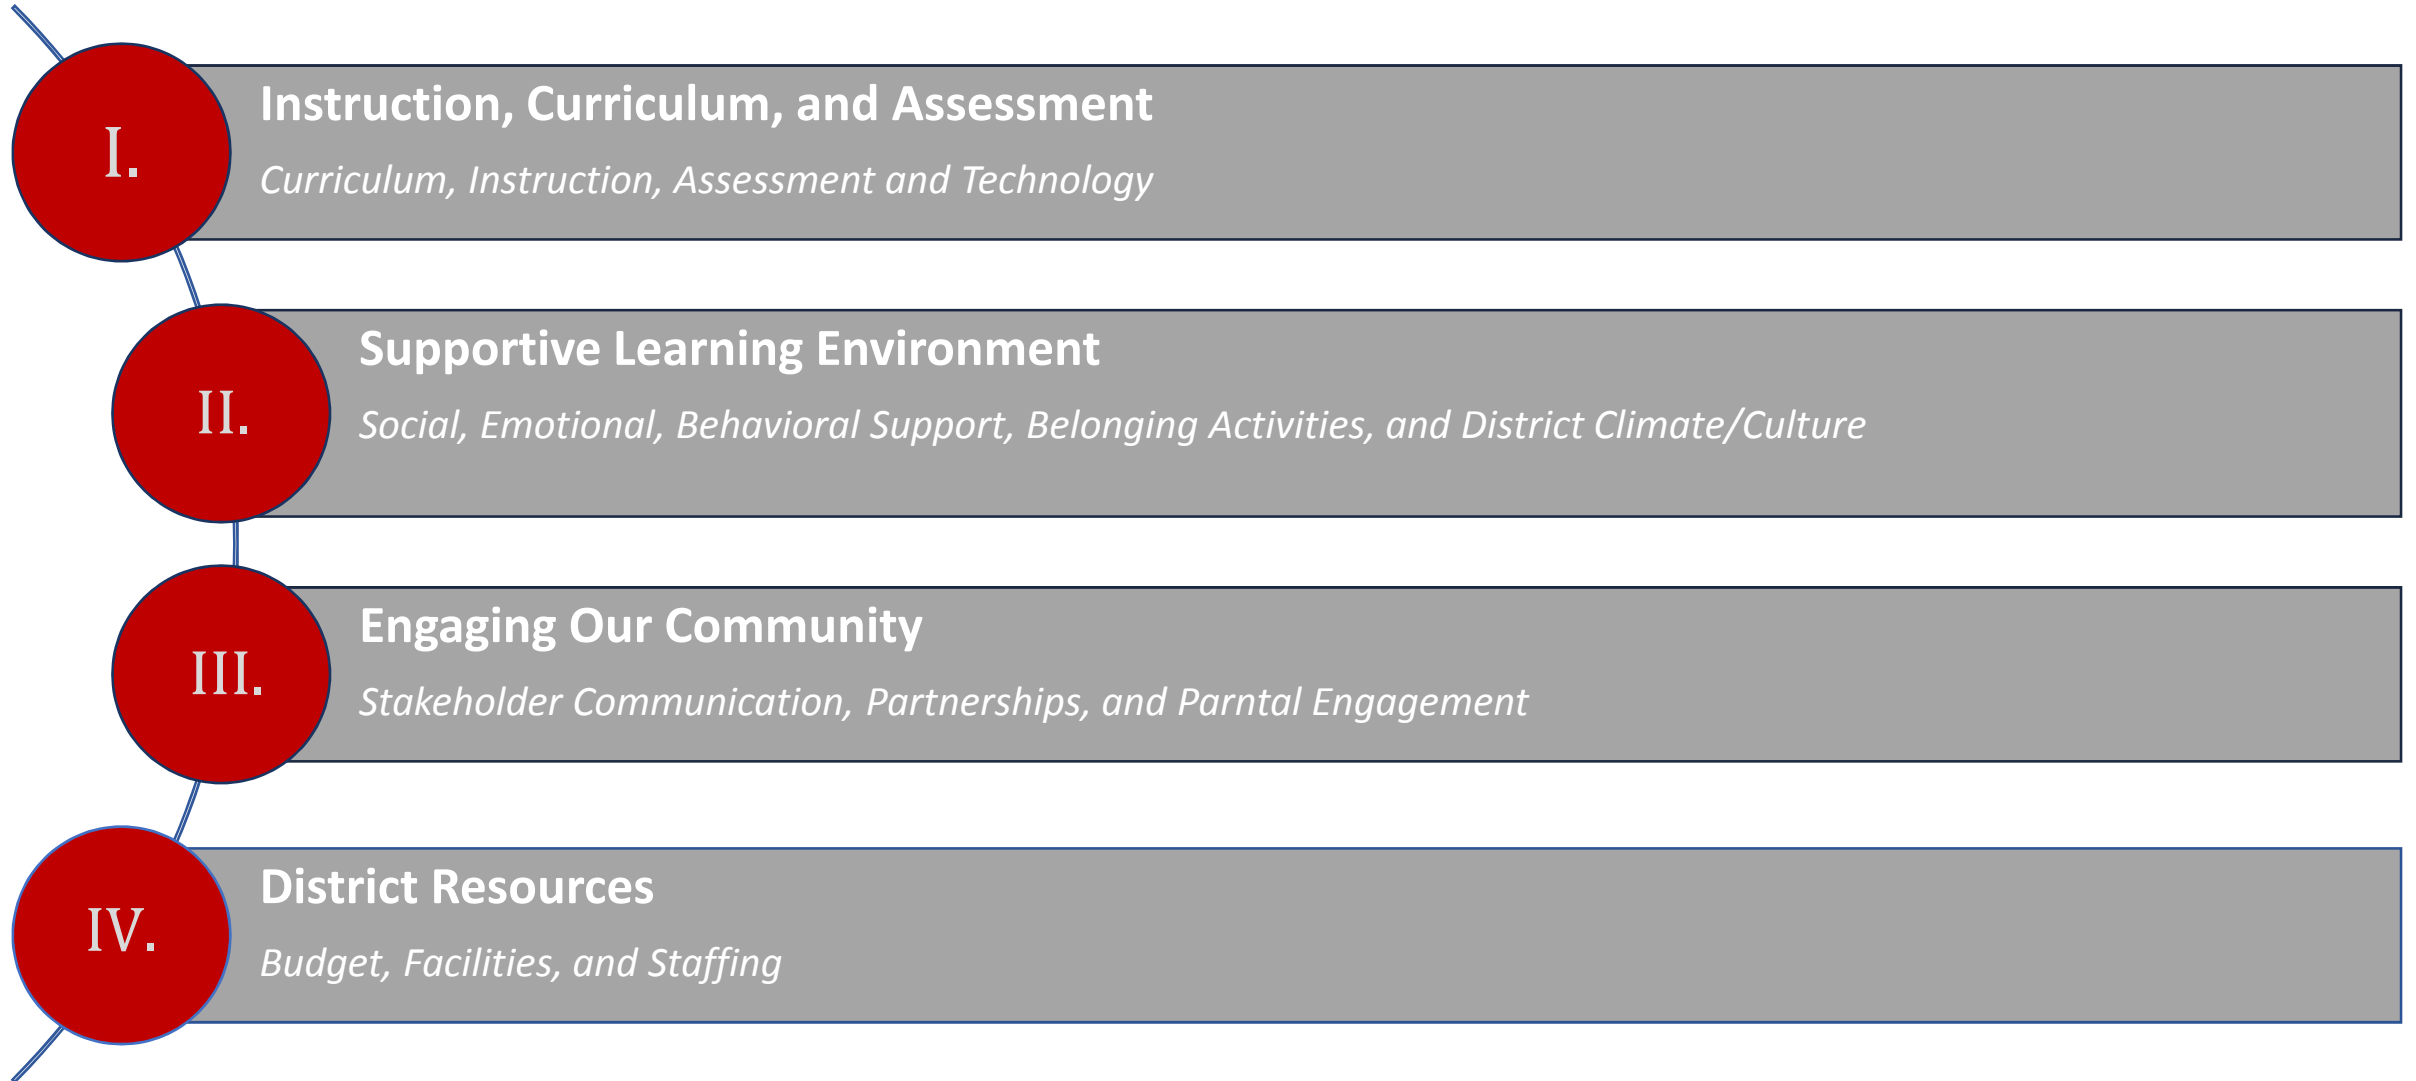 I.
Instruction, Curriculum, and Assessment
Curriculum, Instruction, Assessment and Technology
II.
Supportive Learning Environment
Social, Emotional, Behavioral Support, Belonging Activities, and District Climate/Culture
III.
Engaging Our Community
Stakeholder Communication, Partnerships, and Parntal Engagement
IV.
District Resources
Budget, Facilities, and Staffing